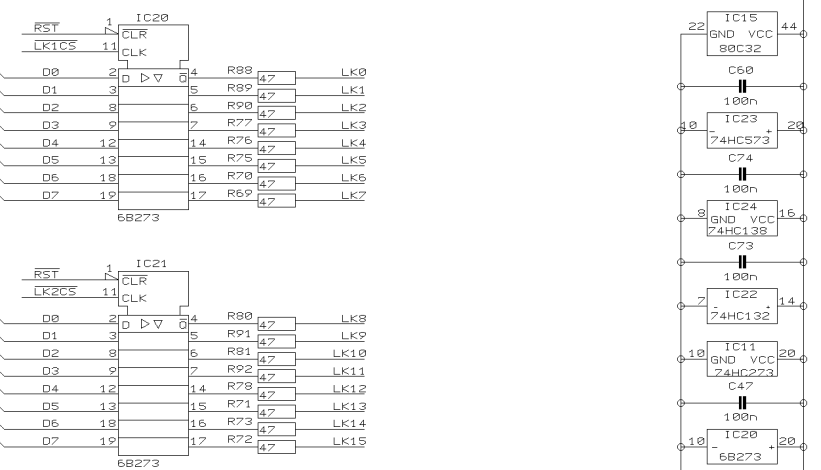 IC20
RST 1 CLR
LK1CS 11 CLK
D0 2 D Q 4 R88 47 LK0
D1 3 5 R89 47 LK1
D2 8 6 R90 47 LK2
D3 9 7 R77 47 LK3
D4 12 14 R76 47 LK4
D5 13 15 R75 47 LK5
D6 18 16 R70 47 LK6
D7 19 17 R69 47 LK7
6B273
IC21
RST 1 CLR
LK2CS 11 CLK
D0 2 D Q 4 R80 47 LK8
D1 3 5 R91 47 LK9
D2 8 6 R81 47 LK10
D3 9 7 R92 47 LK11
D4 12 14 R78 47 LK12
D5 13 15 R71 47 LK13
D6 18 16 R73 47 LK14
D7 19 17 R72 47 LK15
6B273
IC15
22 GND VCC 44
80C32
C60
100n
IC23
10 - + 20
74HC573
C74
100n
IC24
8 GND VCC 16
74HC138
C73
100n
IC22
7 - + 14
74HC132
IC11
10 GND VCC 20
74HC273
C47
100n
IC20
10 - + 20
6B273